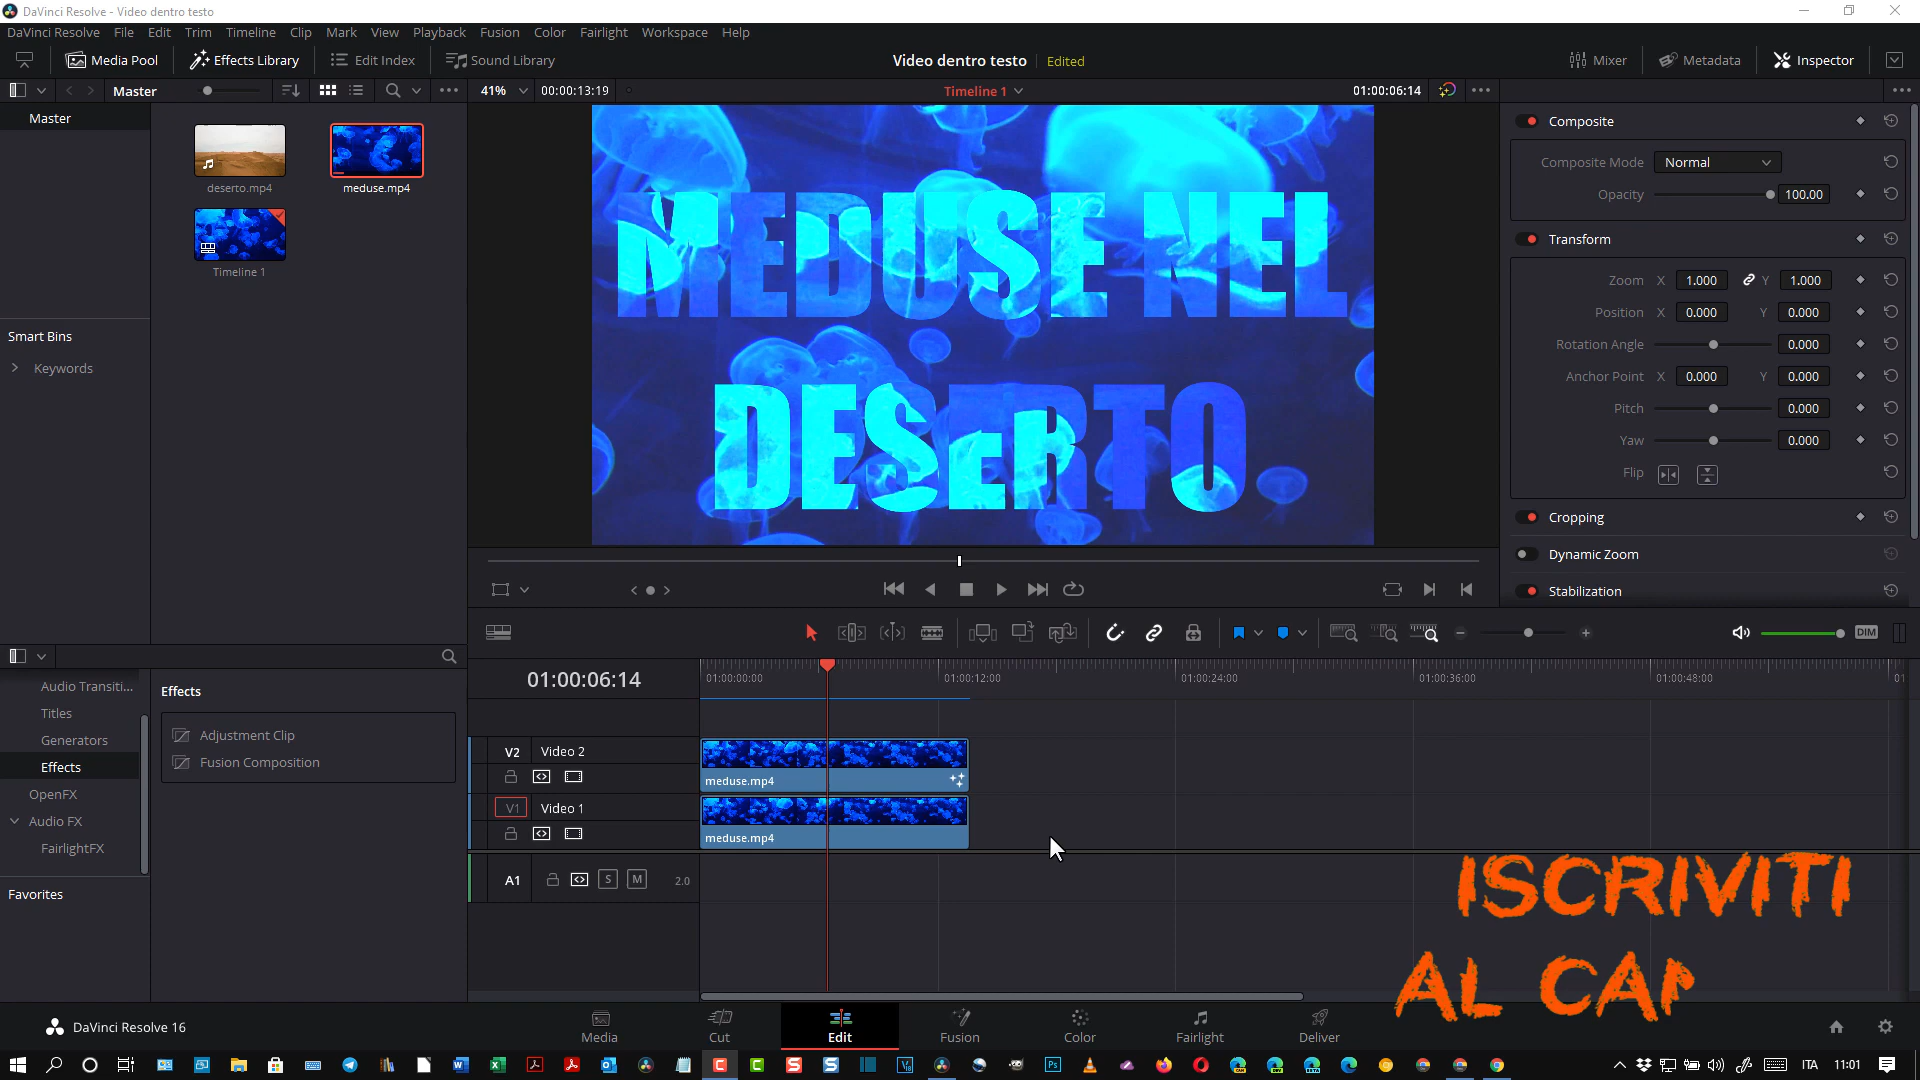 DaVinci Resolve - Video dentro testo
DaVinci Resolve File Edit Trim Timeline Clip Mark View Playback Fusion Color Fairlight Workspace Help
Media Pool Effects Library Edit Index Sound Library Video dentro testo Edited Mixer Metadata Inspector
Master 41% 00:00:13:19 Timeline 1 01:00:06:14
Master
deserto.mp4 meduse.mp4
Timeline 1
Smart Bins
Keywords
MEDUSE NEL
DESERTO
Composite
Composite Mode Normal
Opacity 100.00
Transform
Zoom X 1.000 Y 1.000
Position X 0.000 Y 0.000
Rotation Angle 0.000
Anchor Point X 0.000 Y 0.000
Pitch 0.000
Yaw 0.000
Flip
Cropping
Dynamic Zoom
Stabilization
DIM
Audio Transiti...
Titles
Generators
Effects
OpenFX
Audio FX
FairlightFX
Favorites
Effects
Adjustment Clip
Fusion Composition
01:00:06:14 01:00:00:00 01:00:12:00 01:00:24:00 01:00:36:00 01:00:48:00 01
V2 Video 2
meduse.mp4
V1 Video 1
meduse.mp4
A1 S M 2.0
ISCRIVITI
AL CAN
DaVinci Resolve 16 Media Cut Edit Fusion Color Fairlight Deliver
ITA 11:01